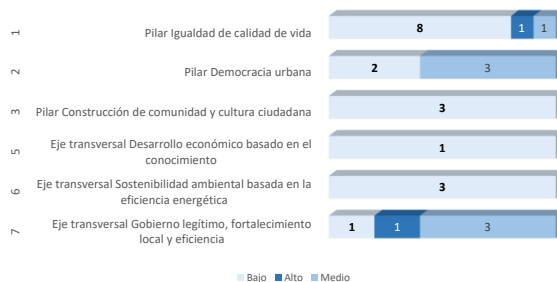 1 Pilar Igualdad de calidad de vida 8 1 1
2 Pilar Democracia urbana 2 3
3 Pilar Construcción de comunidad y cultura ciudadana 3
5 Eje transversal Desarrollo económico basado en el
conocimiento 1
6 Eje transversal Sostenibilidad ambiental basada en la
eficiencia energética 3
7 Eje transversal Gobierno legítimo, fortalecimiento
local y eficiencia 1 1 3
Bajo Alto Medio